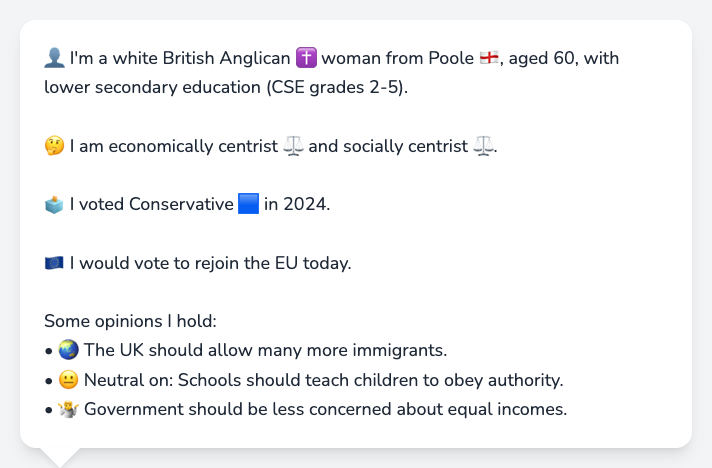 👤 I'm a white British Anglican ✝️ woman from Poole 🏴󠁧󠁢󠁥󠁮󠁧󠁿, aged 60, with
lower secondary education (CSE grades 2-5).
🤔 I am economically centrist ⚖️ and socially centrist ⚖️.
🗳️ I voted Conservative 🟦 in 2024.
🇪🇺 I would vote to rejoin the EU today.
Some opinions I hold:
• 🌏 The UK should allow many more immigrants.
• 😐 Neutral on: Schools should teach children to obey authority.
• 🤷 Government should be less concerned about equal incomes.